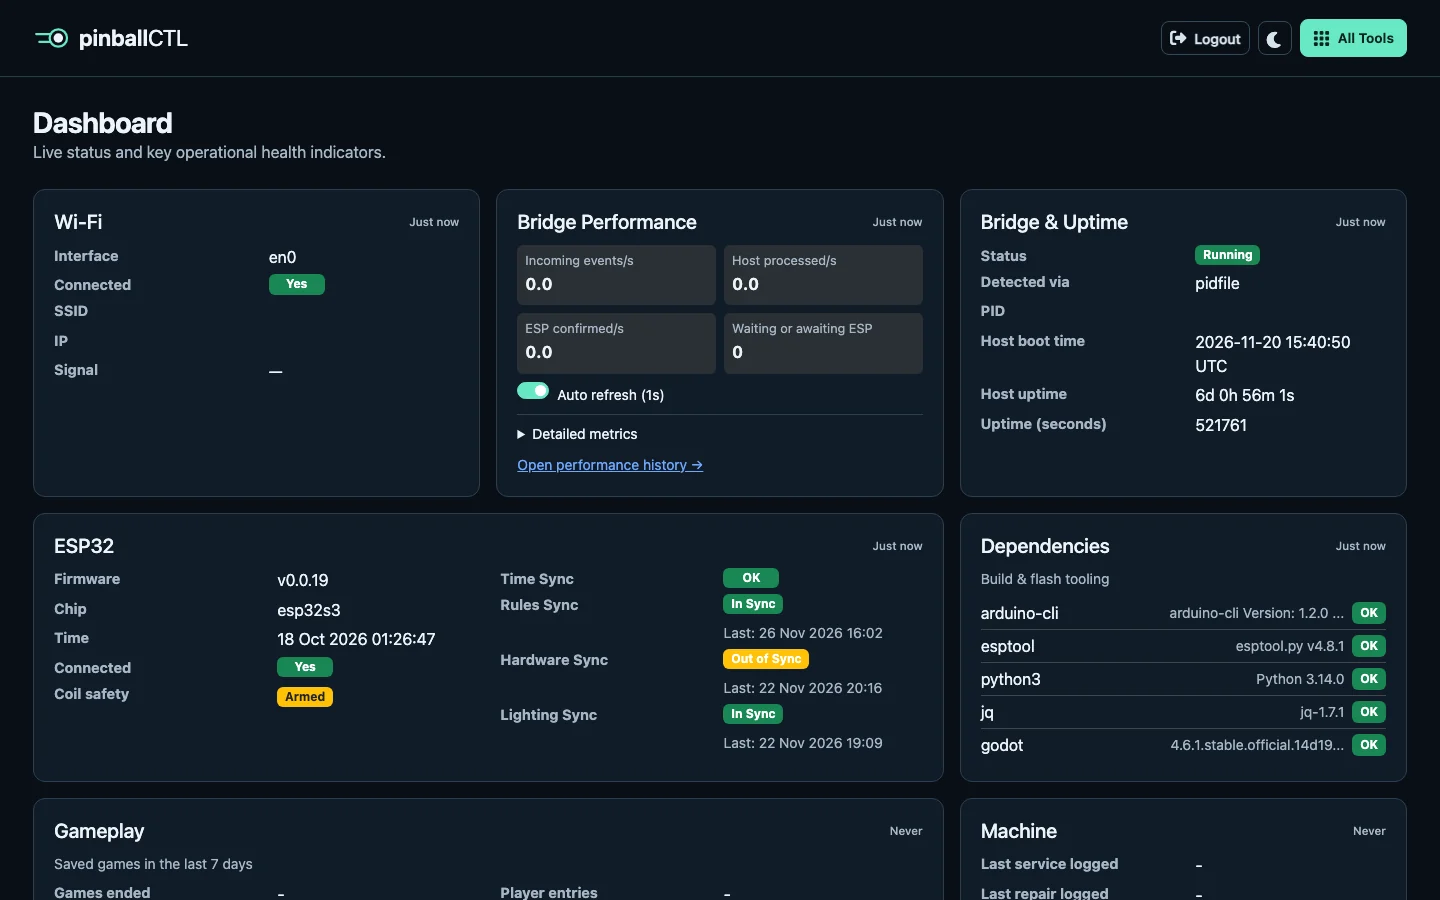 pinballCTL
Logout
All Tools
Dashboard
Live status and key operational health indicators.
Wi-Fi
Just now
Interface
en0
Connected
Yes
SSID
IP
Signal
—
Bridge Performance
Just now
Incoming events/s
0.0
Host processed/s
0.0
ESP confirmed/s
0.0
Waiting or awaiting ESP
0
Auto refresh (1s)
Detailed metrics
Open performance history →
Bridge & Uptime
Just now
Status
Running
Detected via
pidfile
PID
Host boot time
2026-11-20 15:40:50
UTC
Host uptime
6d 0h 56m 1s
Uptime (seconds)
521761
ESP32
Just now
Firmware
v0.0.19
Chip
esp32s3
Time
18 Oct 2026 01:26:47
Connected
Yes
Coil safety
Armed
Time Sync
OK
Rules Sync
In Sync
Last: 26 Nov 2026 16:02
Hardware Sync
Out of Sync
Last: 22 Nov 2026 20:16
Lighting Sync
In Sync
Last: 22 Nov 2026 19:09
Dependencies
Just now
Build & flash tooling
arduino-cli
arduino-cli Version: 1.2.0 ...
OK
esptool
esptool.py v4.8.1
OK
python3
Python 3.14.0
OK
jq
jq-1.7.1
OK
godot
4.6.1.stable.official.14d19...
OK
Gameplay
Never
Saved games in the last 7 days
Games ended
-
Player entries
-
Machine
Never
Last service logged
-
Last repair logged
-